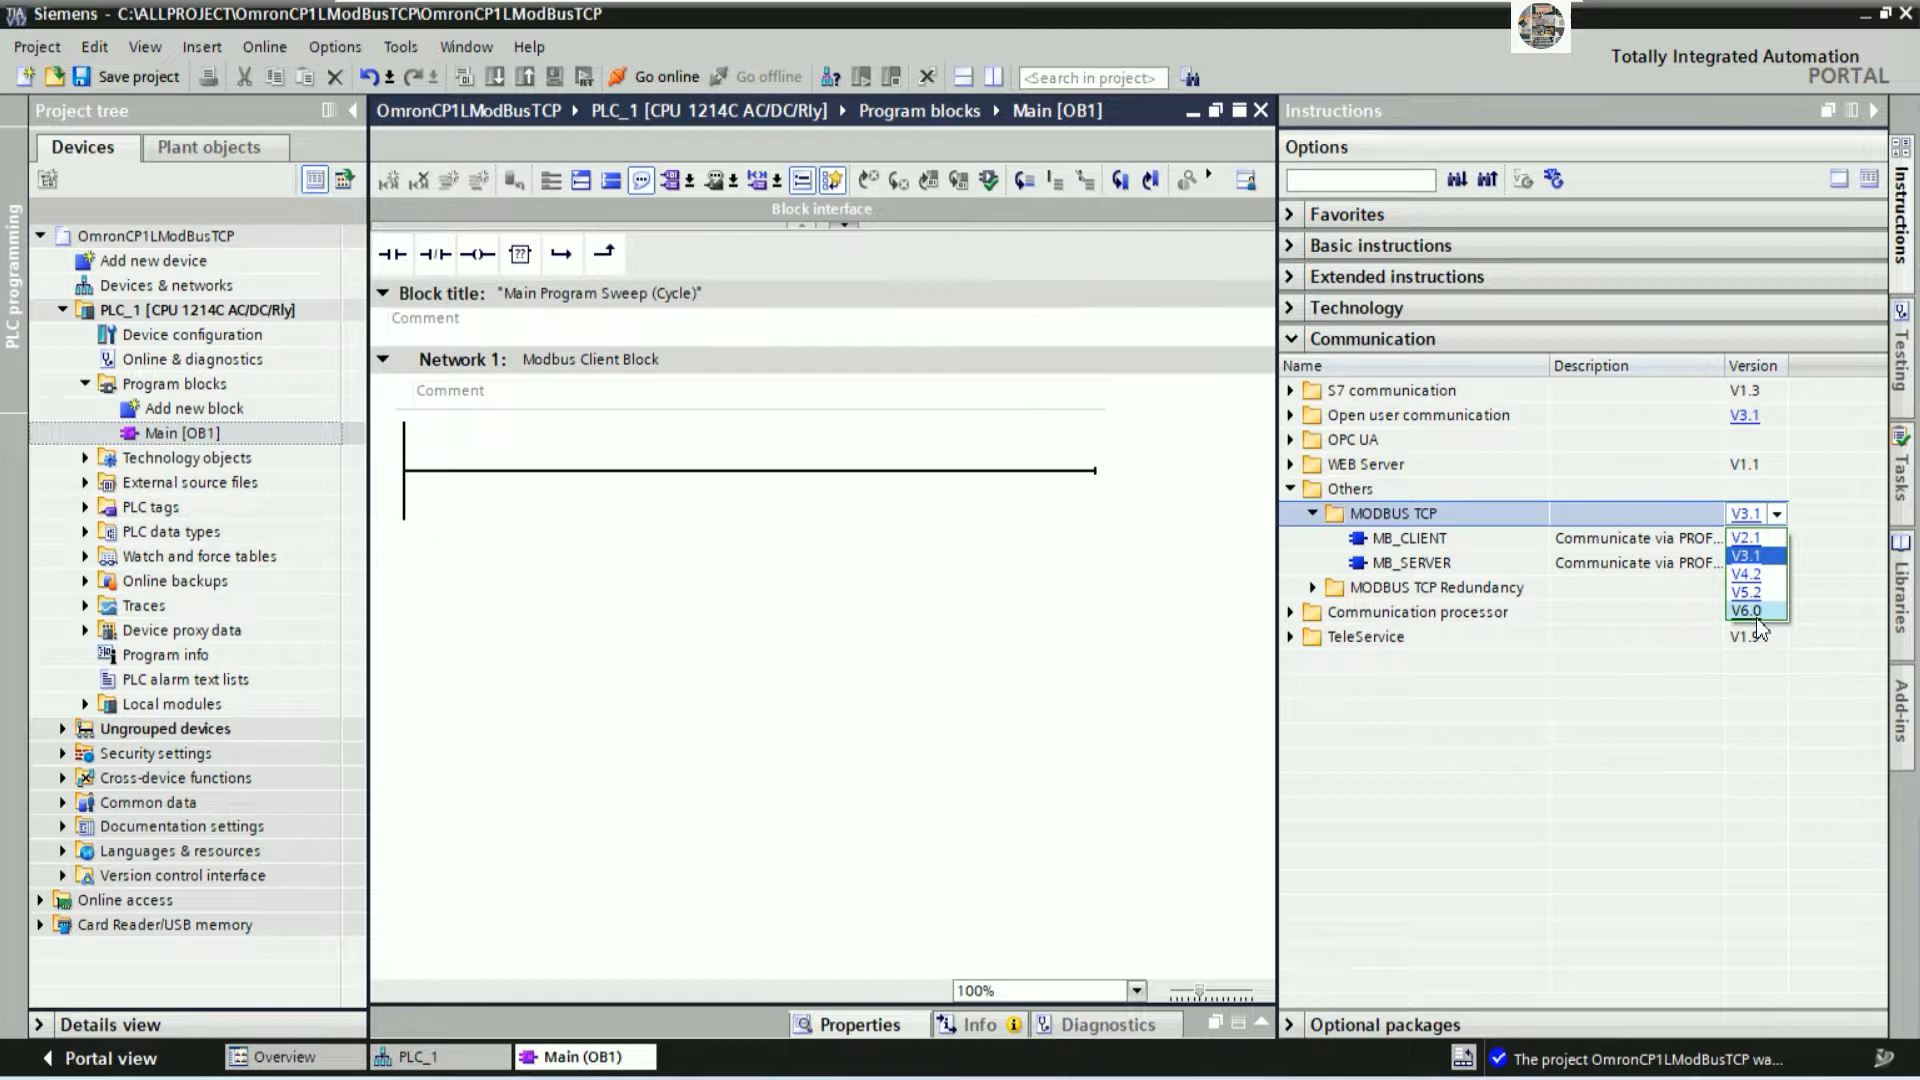 Siemens - C:\ALLPROJECT\OmronCP1LModBusTCP\OmronCP1LModBusTCP
Project Edit View Insert Online Options Tools Window Help
Totally Integrated Automation
PORTAL
Save project
Go online
Go offline
<Search in project>
Project tree
Devices
Plant objects
PLC programming
OmronCP1LModBusTCP
Add new device
Devices & networks
PLC_1 [CPU 1214C AC/DC/Rly]
Device configuration
Online & diagnostics
Program blocks
Add new block
Main [OB1]
Technology objects
External source files
PLC tags
PLC data types
Watch and force tables
Online backups
Traces
Device proxy data
Program info
PLC alarm text lists
Local modules
Ungrouped devices
Security settings
Cross-device functions
Common data
Documentation settings
Languages & resources
Version control interface
Online access
Card Reader/USB memory
Details view
OmronCP1LModBusTCP PLC_1 [CPU 1214C AC/DC/Rly] Program blocks Main [OB1]
Block interface
??
Block title: "Main Program Sweep (Cycle)"
Comment
Network 1: Modbus Client Block
Comment
100%
Properties
Info
Diagnostics
Instructions
Options
Favorites
Basic instructions
Extended instructions
Technology
Communication
Name Description Version
S7 communication V1.3
Open user communication V3.1
OPC UA
WEB Server V1.1
Others
MODBUS TCP V3.1
MB_CLIENT Communicate via PROF...
MB_SERVER Communicate via PROF...
MODBUS TCP Redundancy
Communication processor
TeleService
V2.1
V3.1
V4.2
V5.2
V6.0
Optional packages
Instructions
Testing
Tasks
Libraries
Add-ins
Portal view
Overview
PLC_1
Main (OB1)
The project OmronCP1LModBusTCP wa...